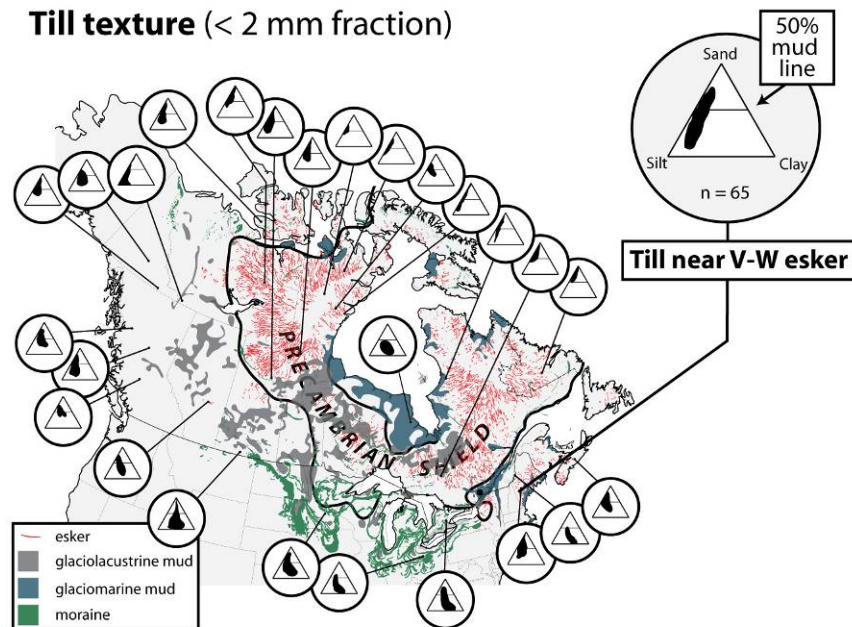 Till texture (< 2 mm fraction)
50%
mud
line
Sand
Silt
Clay
n = 65
Till near V-W esker
PRECAMBRIAN SHIELD
esker
glaciolacustrine mud
glaciomarine mud
moraine